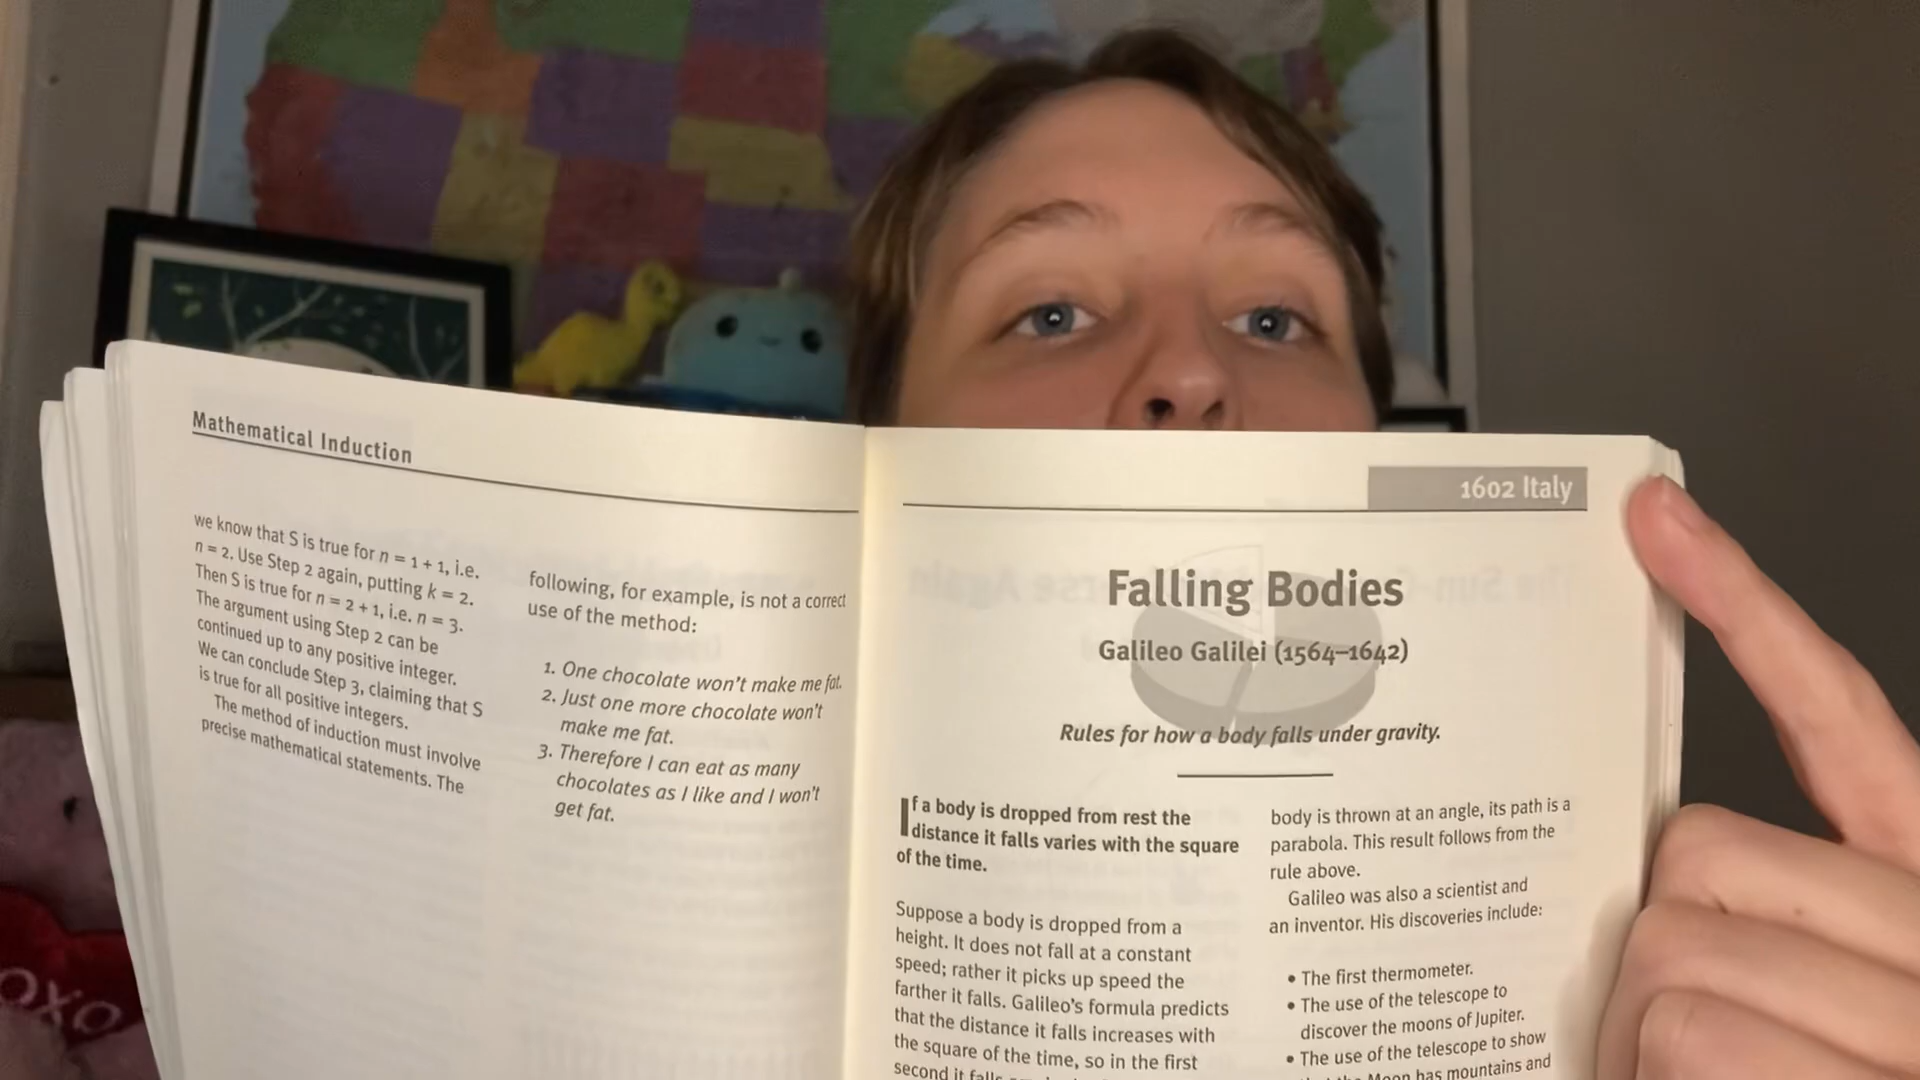 Mathematical Induction
we know that S is true for n = 1 + 1, i.e.
n = 2. Use Step 2 again, putting k = 2.
Then S is true for n = 2 + 1, i.e. n = 3.
The argument using Step 2 can be
continued up to any positive integer.
We can conclude Step 3, claiming that S
is true for all positive integers.
The method of induction must involve
precise mathematical statements. The
following, for example, is not a correct
use of the method:
1. One chocolate won't make me fat.
2. Just one more chocolate won't
make me fat.
3. Therefore I can eat as many
chocolates as I like and I won't
get fat.
1602 Italy
Falling Bodies
Galileo Galilei (1564–1642)
Rules for how a body falls under gravity.
If a body is dropped from rest the
distance it falls varies with the square
of the time.
Suppose a body is dropped from a
height. It does not fall at a constant
speed; rather it picks up speed the
farther it falls. Galileo's formula predicts
that the distance it falls increases with
the square of the time, so in the first
second it falls
body is thrown at an angle, its path is a
parabola. This result follows from the
rule above.
Galileo was also a scientist and
an inventor. His discoveries include:
• The first thermometer.
• The use of the telescope to
discover the moons of Jupiter.
• The use of the telescope to show
that the Moon has mountains and
OXO